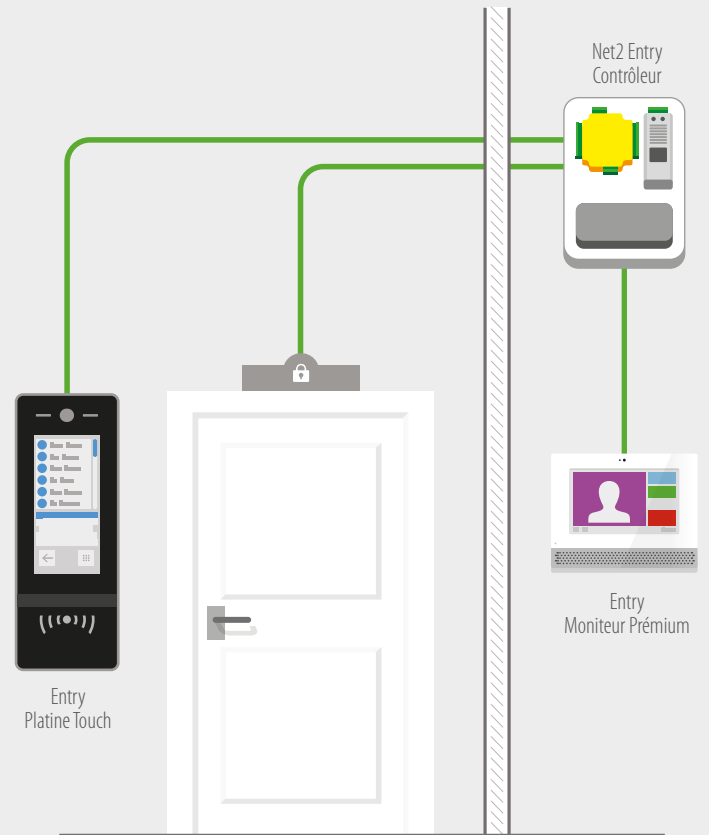 Net2 Entry
Contrôleur
Entry
Moniteur Prémium
Entry
Platine Touch